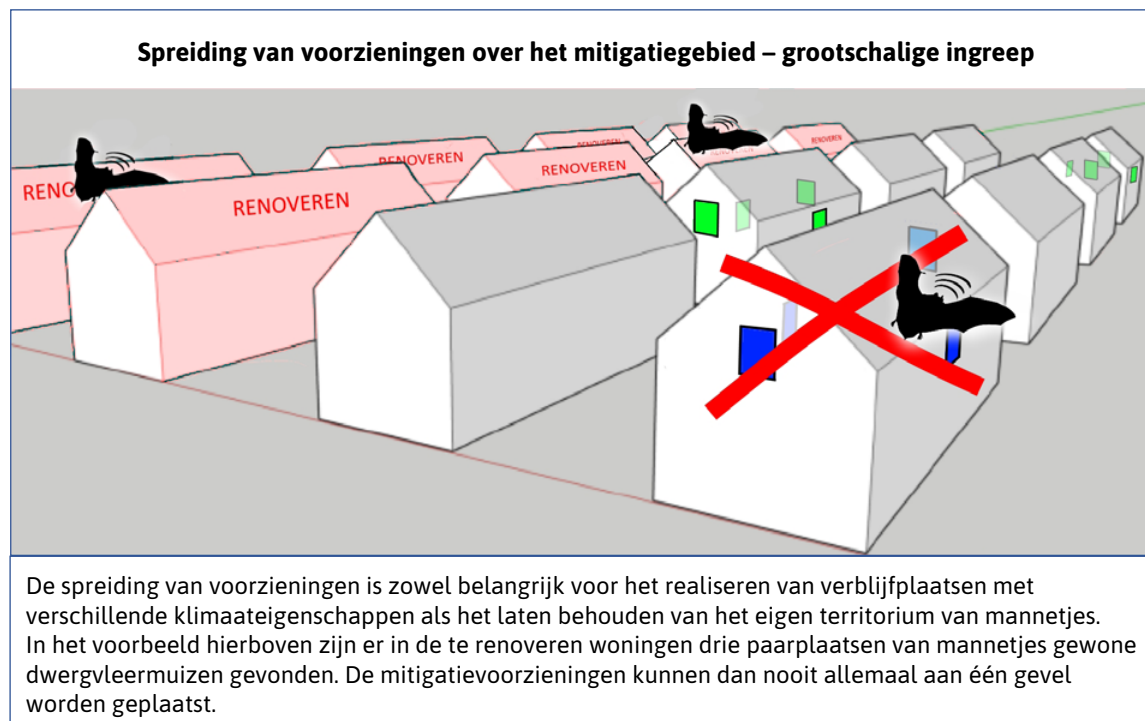 Spreiding van voorzieningen over het mitigatiegebied – grootschalige ingreep
RENOVEREN
RENOVEREN
RENOVEREN
RENOVEREN
De spreiding van voorzieningen is zowel belangrijk voor het realiseren van verblijfplaatsen met
verschillende klimaateigenschappen als het laten behouden van het eigen territorium van mannetjes.
In het voorbeeld hierboven zijn er in de te renoveren woningen drie paarplaatsen van mannetjes gewone
dwergvleermuizen gevonden. De mitigatievoorzieningen kunnen dan nooit allemaal aan één gevel
worden geplaatst.